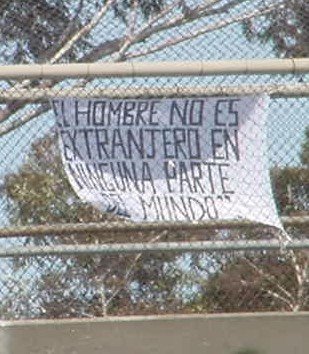 EL HOMBRE NO ES
EXTRANJERO EN
NINGUNA PARTE
DEL MUNDO"